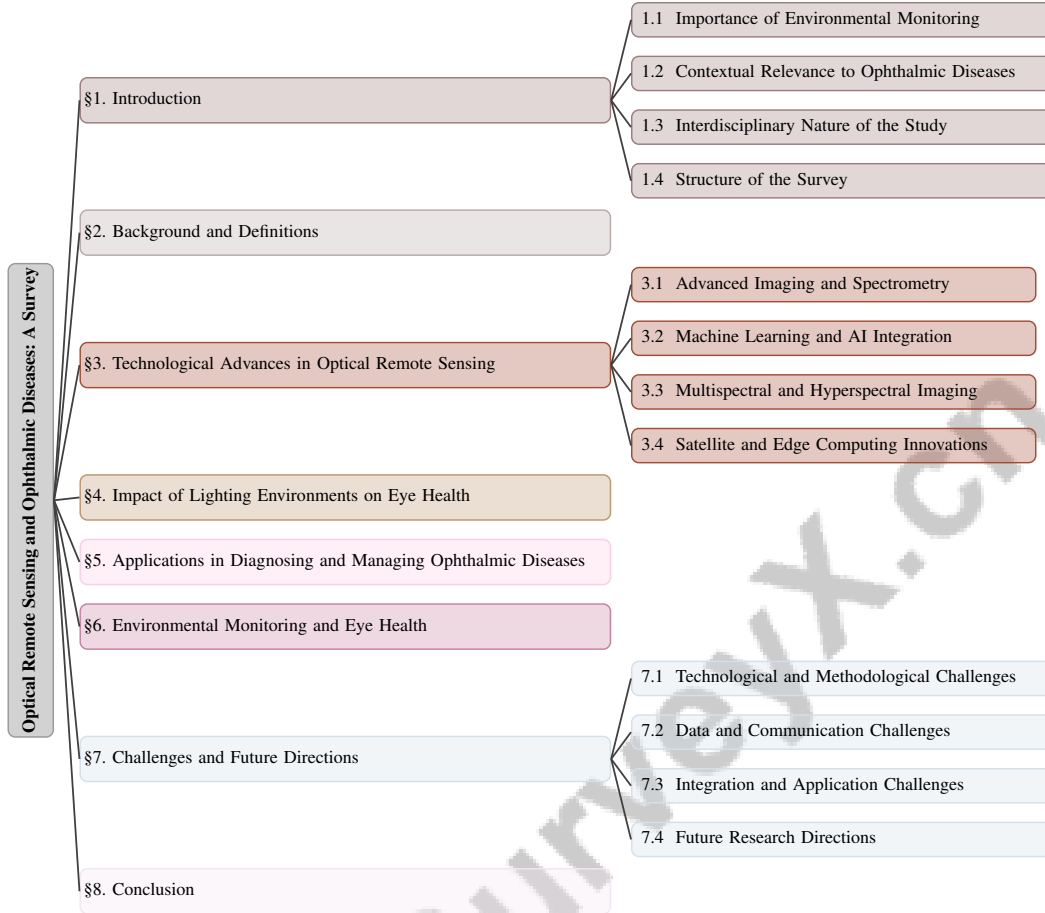 Optical Remote Sensing and Ophthalmic Diseases: A Survey
§1. Introduction
1.1 Importance of Environmental Monitoring
1.2 Contextual Relevance to Ophthalmic Diseases
1.3 Interdisciplinary Nature of the Study
1.4 Structure of the Survey
§2. Background and Definitions
§3. Technological Advances in Optical Remote Sensing
3.1 Advanced Imaging and Spectrometry
3.2 Machine Learning and AI Integration
3.3 Multispectral and Hyperspectral Imaging
3.4 Satellite and Edge Computing Innovations
§4. Impact of Lighting Environments on Eye Health
§5. Applications in Diagnosing and Managing Ophthalmic Diseases
§6. Environmental Monitoring and Eye Health
§7. Challenges and Future Directions
7.1 Technological and Methodological Challenges
7.2 Data and Communication Challenges
7.3 Integration and Application Challenges
7.4 Future Research Directions
§8. Conclusion
urveyx.cn